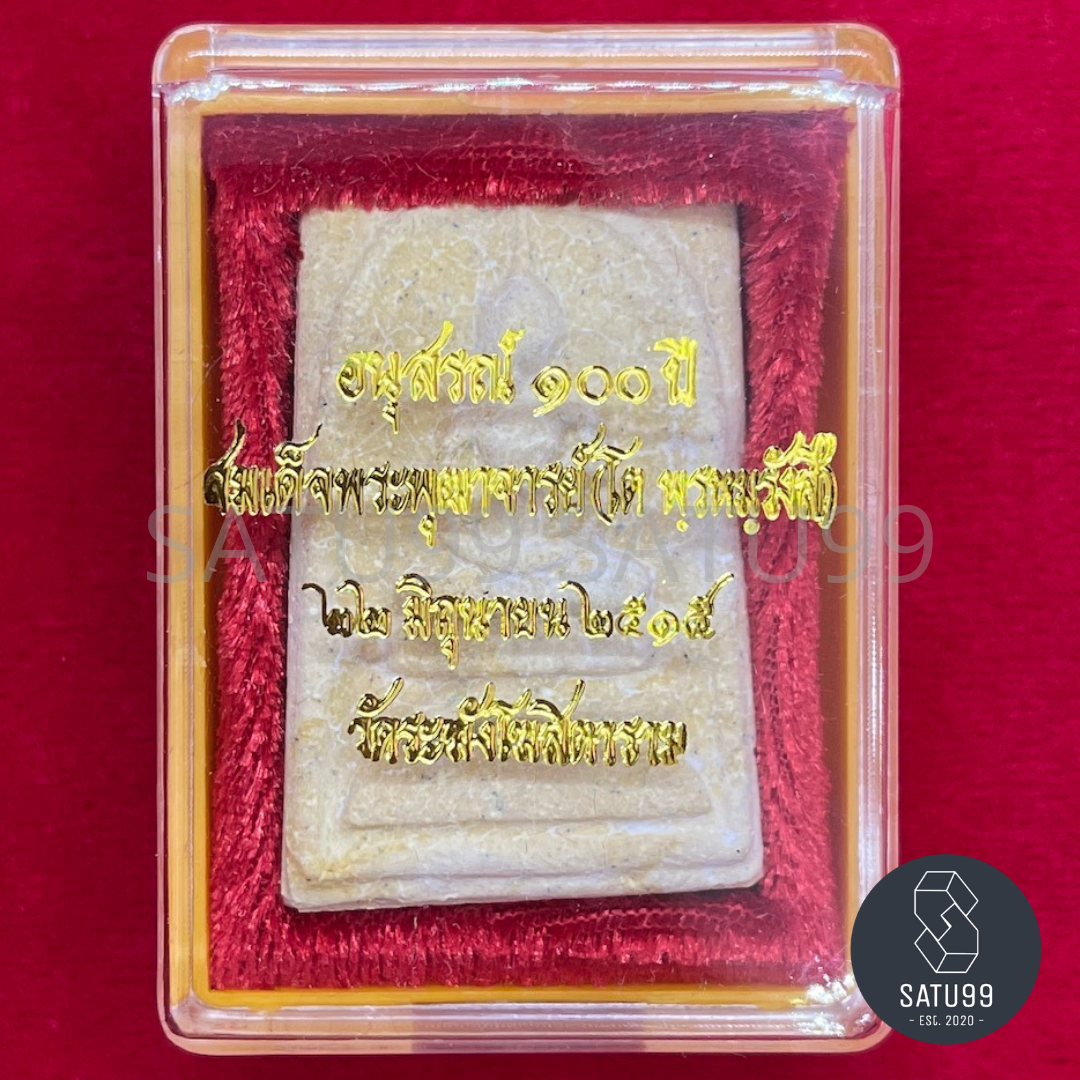 อนุสรณ์ ๑๐๐ ปี
สมเด็จพระพุฒาจารย์ (โต พฺรหฺมฺรังสี)
SATU99 SATU99
๒๒ มิถุนายน ๒๕๑๕
วัดระฆังโฆสิตาราม
SATU99
- EST. 2020 -